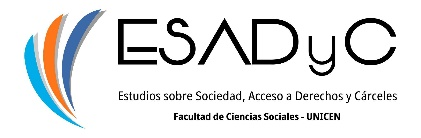 ESADyC
Estudios sobre Sociedad, Acceso a Derechos y Cárceles
Facultad de Ciencias Sociales - UNICEN